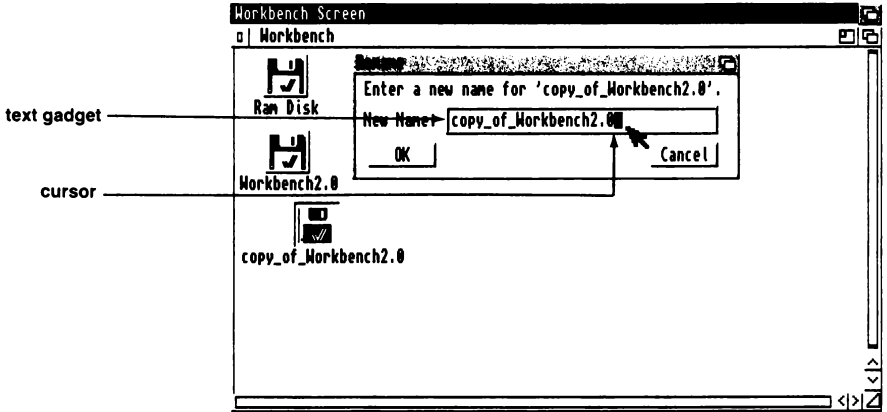 Workbench Screen
Workbench
Rename
Enter a new name for 'copy_of_Workbench2.0'.
Ram Disk
text gadget
New Name:
copy_of_Workbench2.0
OK
Cancel
Workbench2.0
cursor
copy_of_Workbench2.0